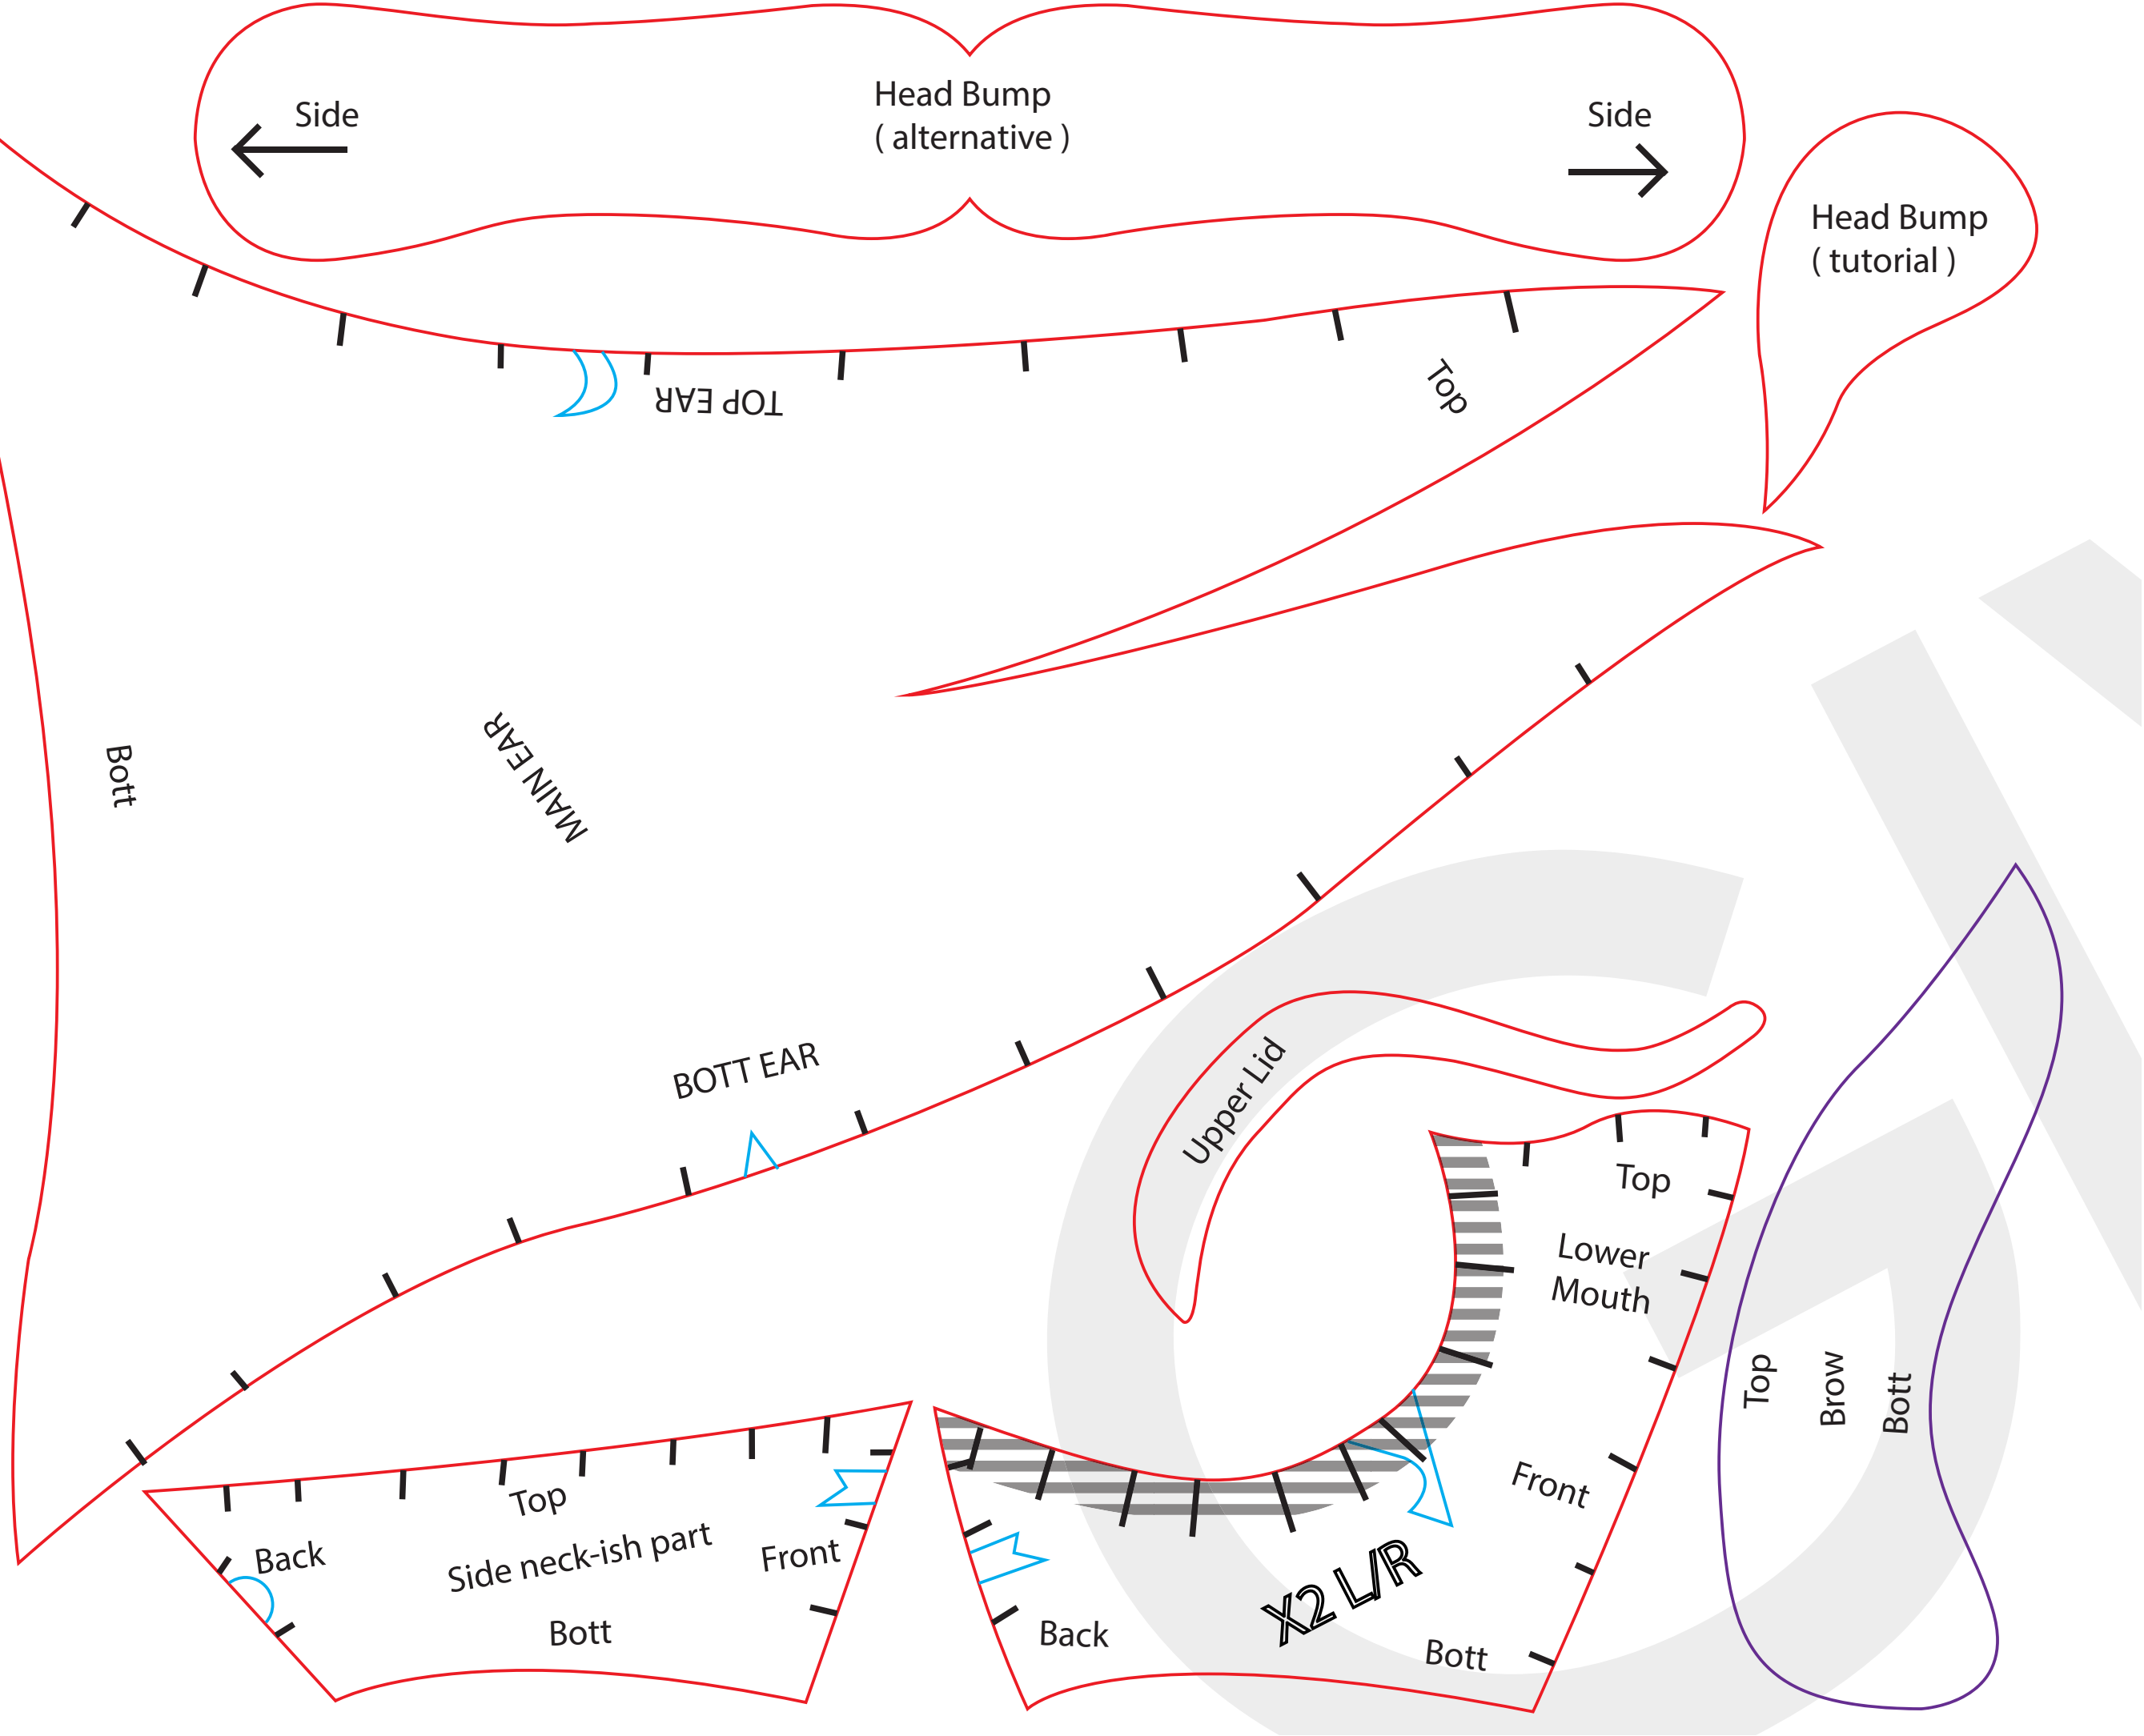 Side
Head Bump
( alternative )
Side
Head Bump
( tutorial )
TOP EAR
Top
Bott
MAIN EAR
BOTT EAR
Upper Lid
Top
Lower
Mouth
Front
X2 L/R
Back
Bott
Top
Brow
Bott
Top
Back
Side neck-ish part
Front
Bott